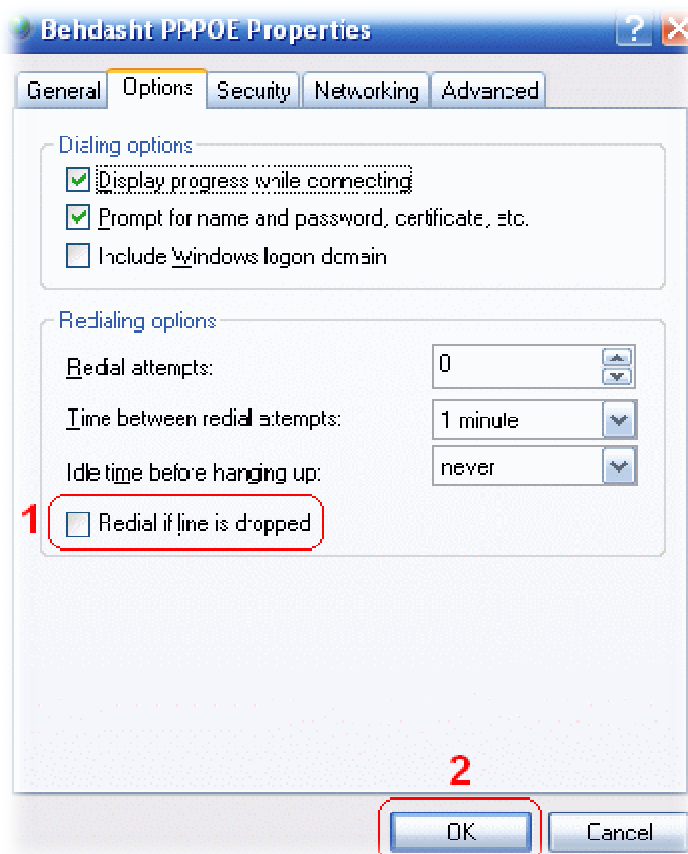 Behdasht PPPOE Properties
General Options Security Networking Advanced
Dialing options
Display progress while connecting
Prompt for name and password, certificate, etc.
Include Windows logon domain
Redialing options
Redial attempts: 0
Time between redial attempts: 1 minute
Idle time before hanging up: never
1 Redial if line is dropped
2
OK Cancel